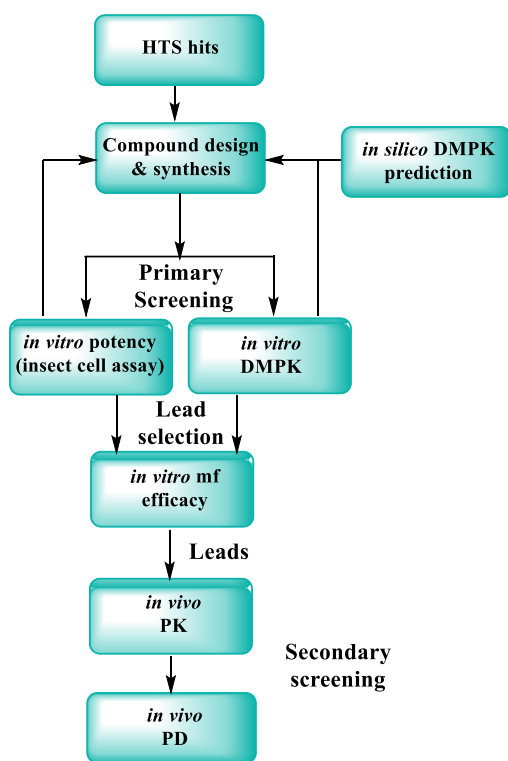 HTS hits
Compound design
& synthesis
in silico DMPK
prediction
Primary
Screening
in vitro potency
(insect cell assay)
in vitro
DMPK
Lead
selection
in vitro mf
efficacy
Leads
in vivo
PK
Secondary
screening
in vivo
PD